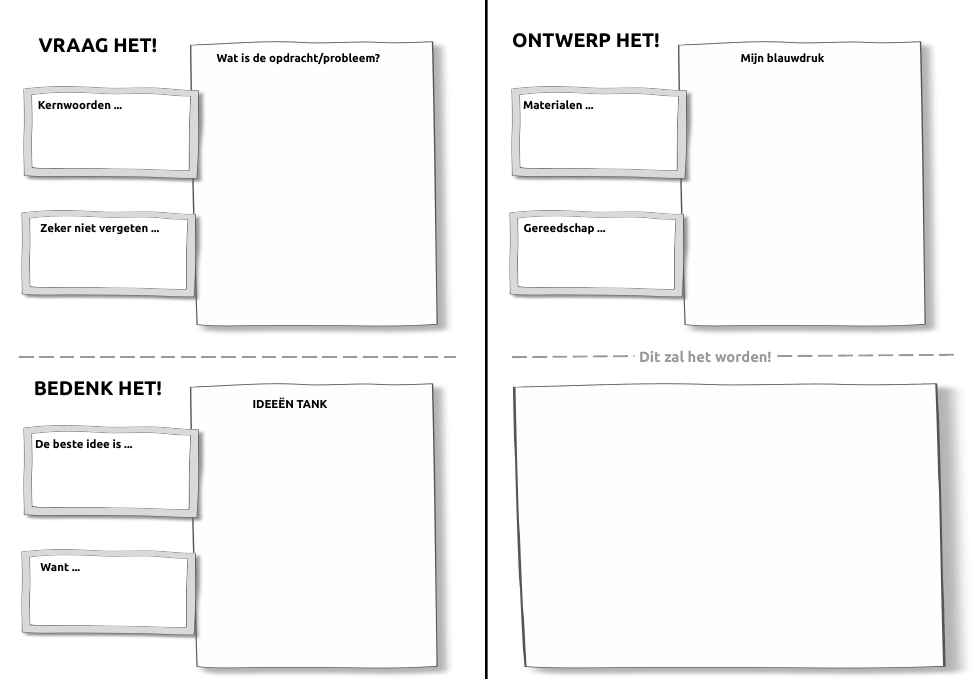 VRAAG HET!
Wat is de opdracht/probleem?
Kernwoorden ...
Zeker niet vergeten ...
BEDENK HET!
IDEEËN TANK
De beste idee is ...
Want ...
ONTWERP HET!
Mijn blauwdruk
Materialen ...
Gereedschap ...
Dit zal het worden!